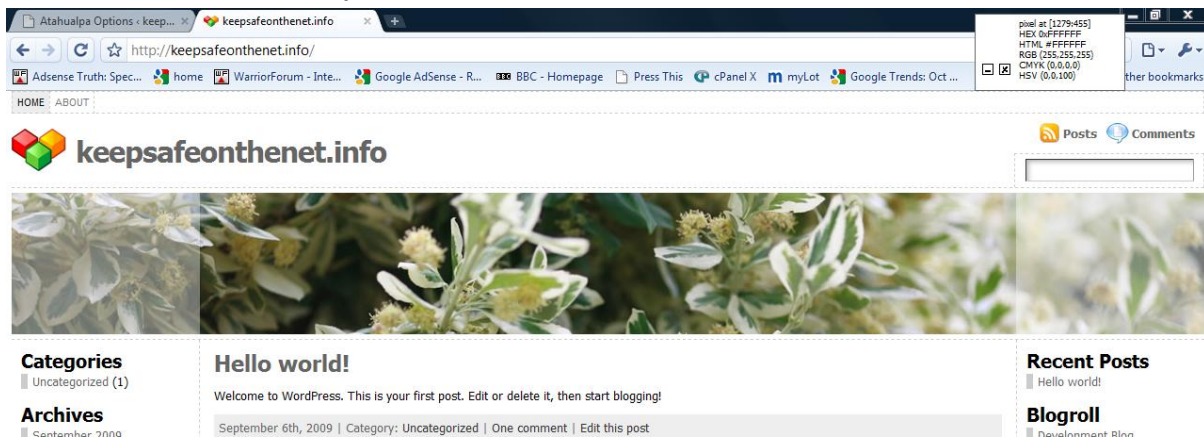 Atahualpa Options ‹ keep...
keepsafeonthenet.info
pixel at [1279:455]
HEX 0xFFFFFF
HTML #FFFFFF
RGB (255,255,255)
CMYK (0,0,0,0)
HSV (0,0,100)
http://keepsafeonthenet.info/
Adsense Truth: Spec... home WarriorForum - Inte... Google AdSense - R... BBC - Homepage Press This cPanel X myLot Google Trends: Oct ... ther bookmarks
HOME ABOUT
keepsafeonthenet.info
Posts Comments
Categories
Uncategorized (1)
Archives
September 2009
Hello world!
Welcome to WordPress. This is your first post. Edit or delete it, then start blogging!
September 6th, 2009 | Category: Uncategorized | One comment | Edit this post
Recent Posts
Hello world!
Blogroll
Development Blog